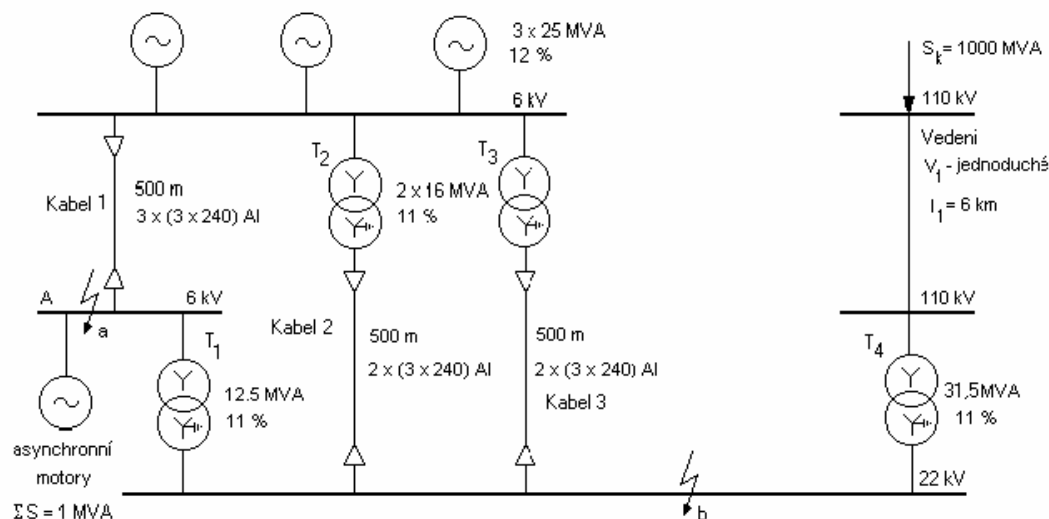 3 x 25 MVA
12 %
6 kV
S_k = 1000 MVA
110 kV
Vedeni
V_1 - jednoduché
l_1 = 6 km
T_2
T_3
2 x 16 MVA
11 %
Kabel 1
500 m
3 x (3 x 240) Al
A
6 kV
a
110 kV
T_1
Kabel 2
500 m
2 x (3 x 240) Al
500 m
2 x (3 x 240) Al
Kabel 3
T_4
12.5 MVA
11 %
31,5MVA
11 %
asynchronní
motory
ΣS = 1 MVA
22 kV
b